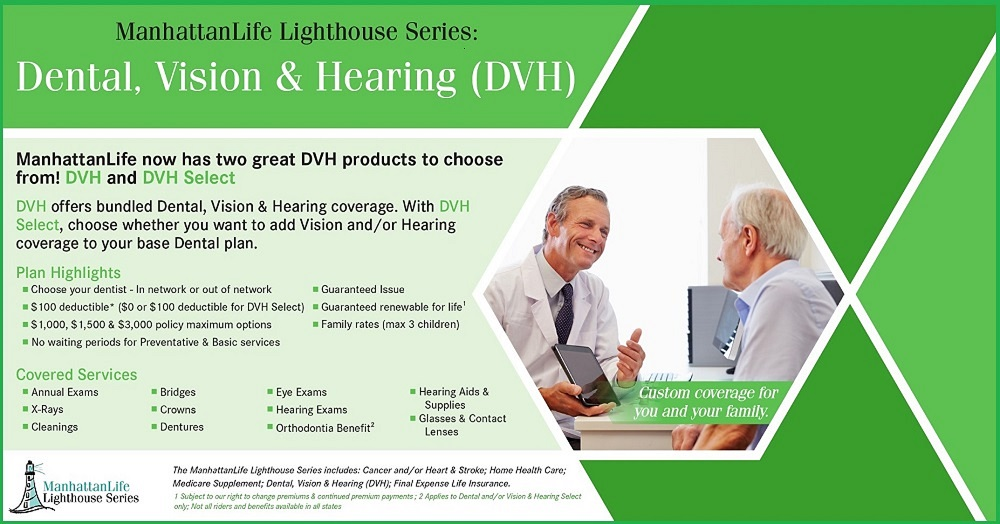 ManhattanLife Lighthouse Series:
Dental, Vision & Hearing (DVH)
ManhattanLife now has two great DVH products to choose
from! DVH and DVH Select
DVH offers bundled Dental, Vision & Hearing coverage. With DVH
Select, choose whether you want to add Vision and/or Hearing
coverage to your base Dental plan.
Plan Highlights
Choose your dentist - In network or out of network
$100 deductible* ($0 or $100 deductible for DVH Select)
$1,000, $1,500 & $3,000 policy maximum options
No waiting periods for Preventative & Basic services
Guaranteed Issue
Guaranteed renewable for life¹
Family rates (max 3 children)
Covered Services
Annual Exams
X-Rays
Cleanings
Bridges
Crowns
Dentures
Eye Exams
Hearing Exams
Orthodontia Benefit²
Hearing Aids &
Supplies
Glasses & Contact
Lenses
Custom coverage for
you and your family.
ManhattanLife
Lighthouse Series
The ManhattanLife Lighthouse Series includes: Cancer and/or Heart & Stroke; Home Health Care;
Medicare Supplement; Dental, Vision & Hearing (DVH); Final Expense Life Insurance.
1 Subject to our right to change premiums & continued premium payments ; 2 Applies to Dental and/or Vision & Hearing Select
only; Not all riders and benefits available in all states